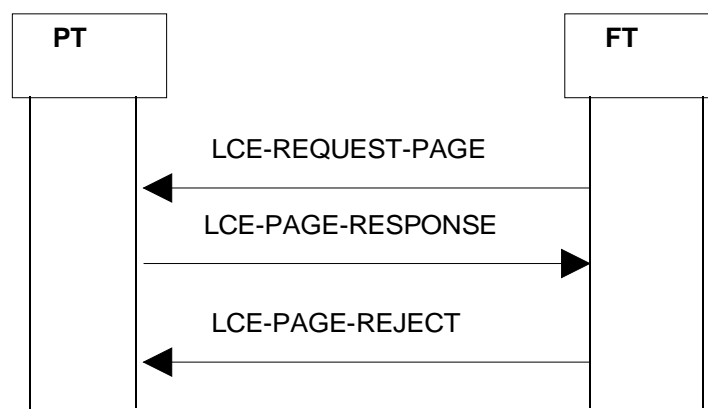 PT
FT
LCE-REQUEST-PAGE
LCE-PAGE-RESPONSE
LCE-PAGE-REJECT